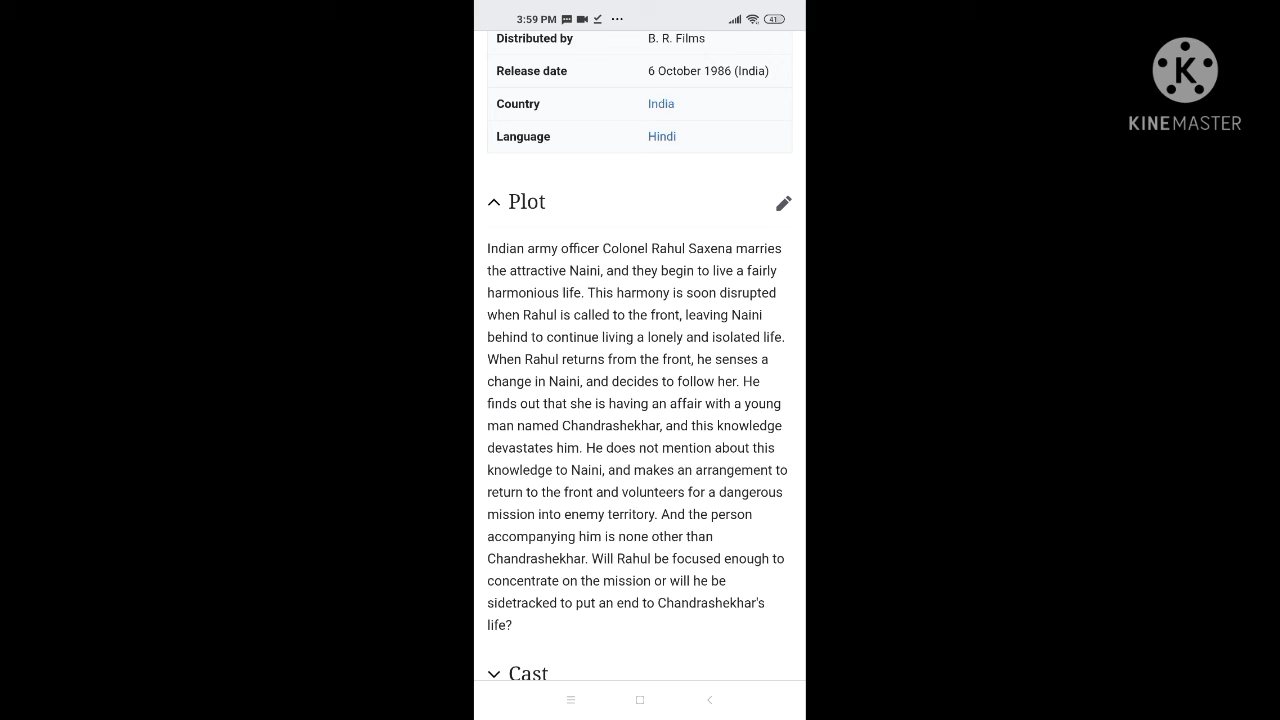 3:59 PM
41
KINEMASTER
K
Distributed by B. R. Films
Release date 6 October 1986 (India)
Country India
Language Hindi
Plot
Indian army officer Colonel Rahul Saxena marries
the attractive Naini, and they begin to live a fairly
harmonious life. This harmony is soon disrupted
when Rahul is called to the front, leaving Naini
behind to continue living a lonely and isolated life.
When Rahul returns from the front, he senses a
change in Naini, and decides to follow her. He
finds out that she is having an affair with a young
man named Chandrashekhar, and this knowledge
devastates him. He does not mention about this
knowledge to Naini, and makes an arrangement to
return to the front and volunteers for a dangerous
mission into enemy territory. And the person
accompanying him is none other than
Chandrashekhar. Will Rahul be focused enough to
concentrate on the mission or will he be
sidetracked to put an end to Chandrashekhar's
life?
Cast